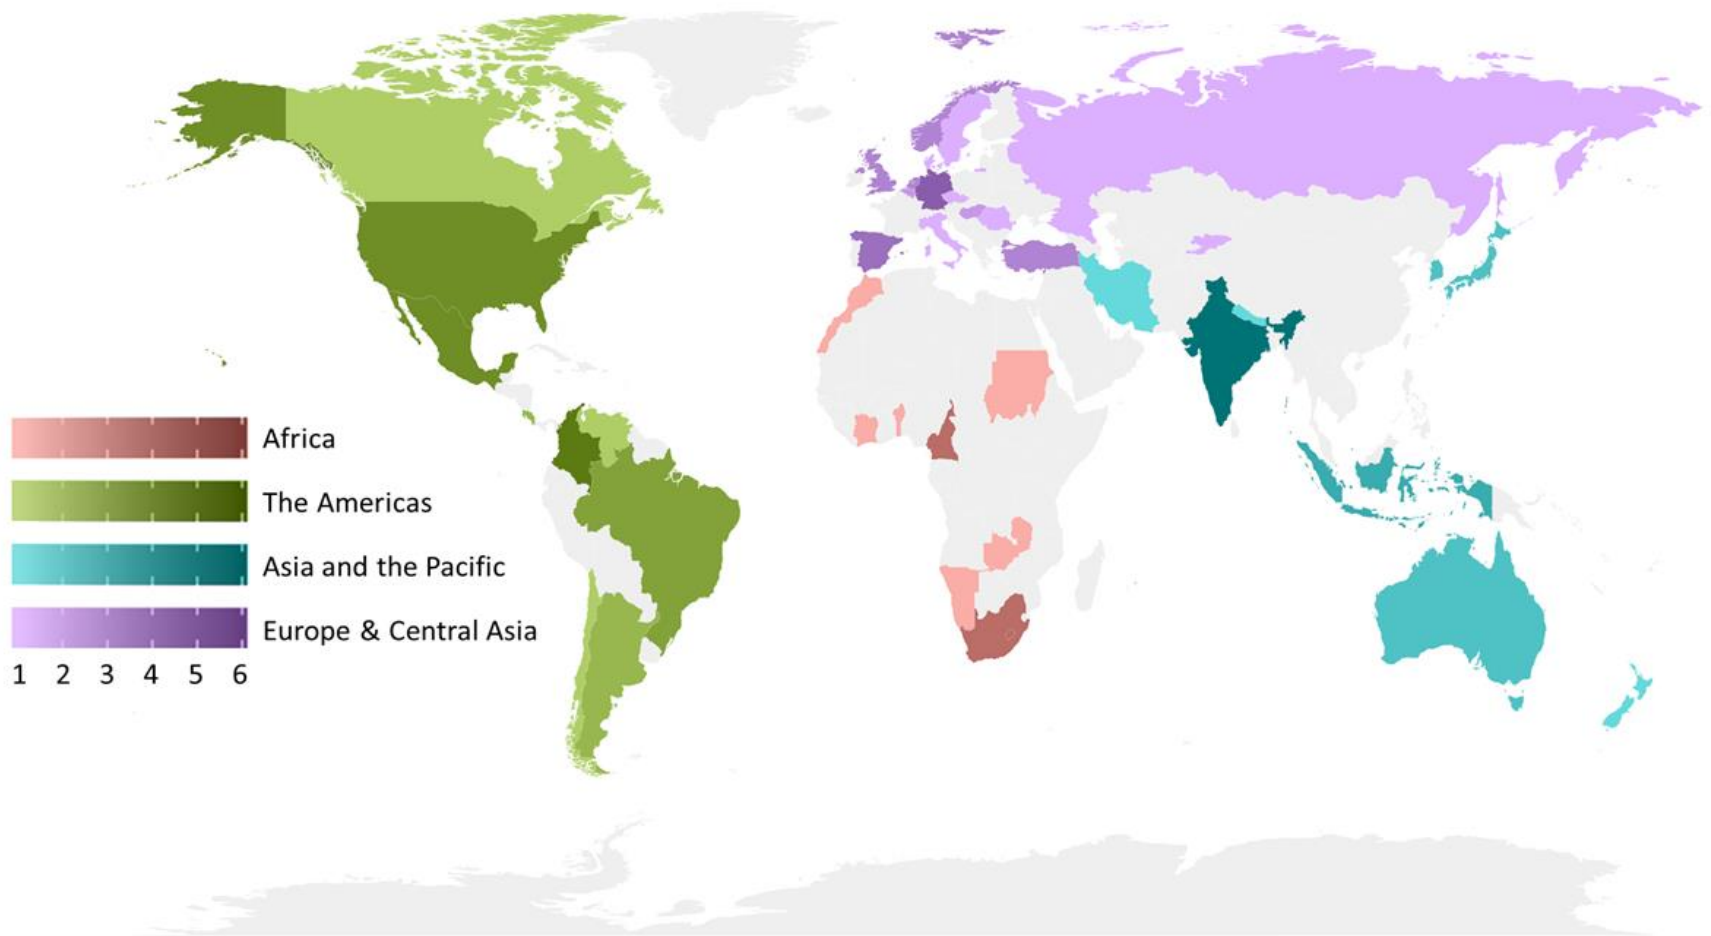 Africa
The Americas
Asia and the Pacific
Europe & Central Asia
1 2 3 4 5 6